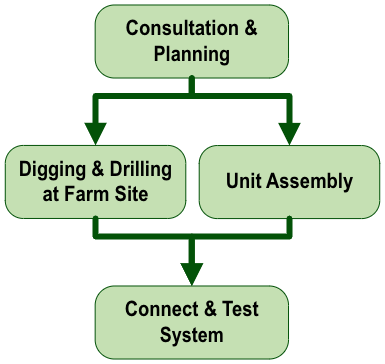 Consultation &
Planning
Digging & Drilling
at Farm Site
Unit Assembly
Connect & Test
System